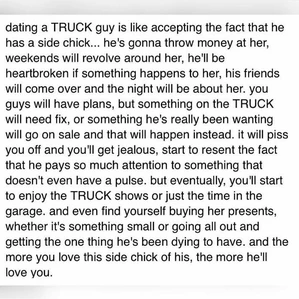 dating a TRUCK guy is like accepting the fact that he
has a side chick... he's gonna throw money at her,
weekends will revolve around her, he'll be
heartbroken if something happens to her, his friends
will come over and the night will be about her. you
guys will have plans, but something on the TRUCK
will need fix, or something he's really been wanting
will go on sale and that will happen instead. it will piss
you off and you'll get jealous, start to resent the fact
that he pays so much attention to something that
doesn't even have a pulse. but eventually, you'll start
to enjoy the TRUCK shows or just the time in the
garage. and even find yourself buying her presents,
whether it's something small or going all out and
getting the one thing he's been dying to have. and the
more you love this side chick of his, the more he'll
love you.